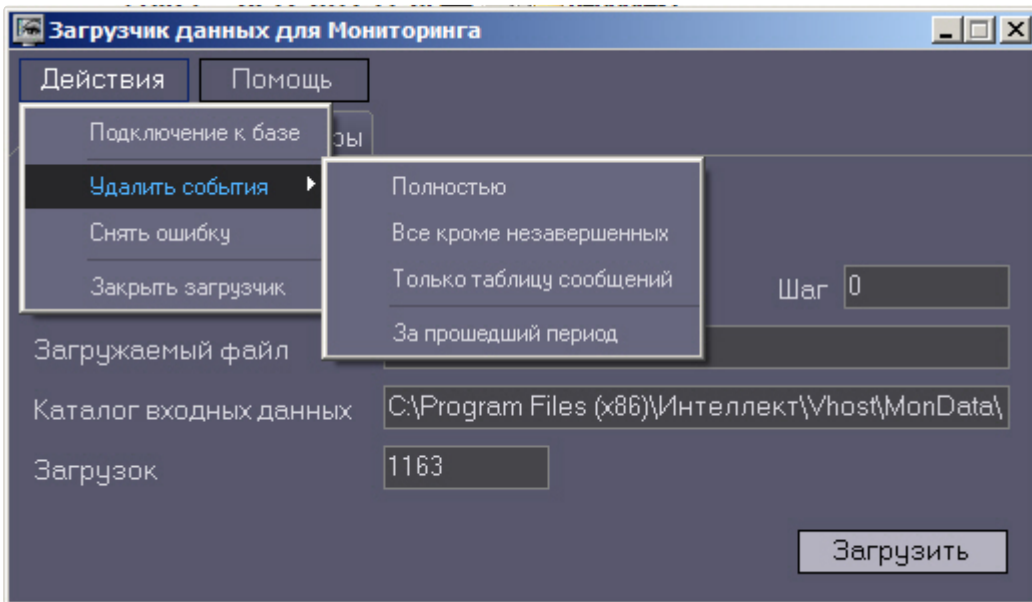 Загрузчик данных для Мониторинга
Действия Помощь
Подключение к базе
ры
Удалить события
Снять ошибку
Закрыть загрузчик
Полностью
Все кроме незавершенных
Только таблицу сообщений
За прошедший период
Шаг 0
Загружаемый файл
Каталог входных данных C:\Program Files (x86)\Интеллект\Vhost\MonData\
Загрузок 1163
Загрузить